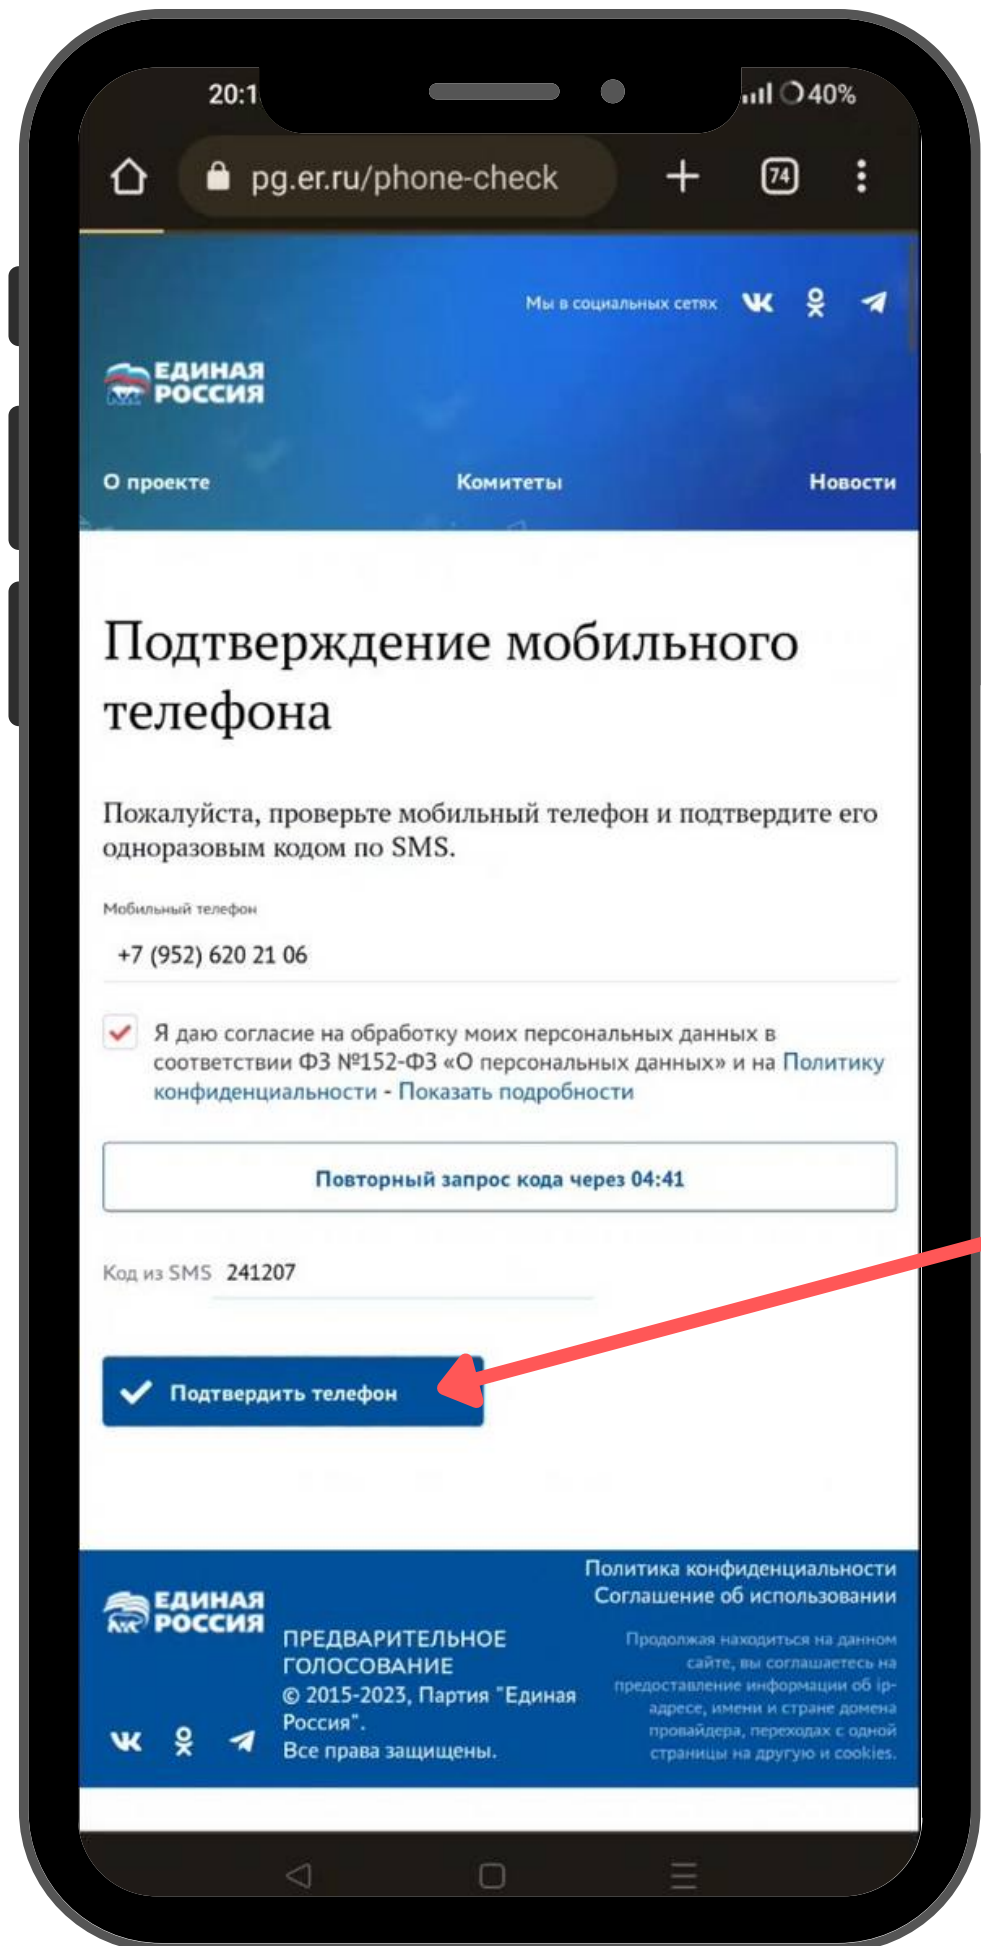 20:1
40%
pg.er.ru/phone-check
74
Мы в социальных сетях
ЕДИНАЯ
РОССИЯ
О проекте
Комитеты
Новости
Подтверждение мобильного
телефона
Пожалуйста, проверьте мобильный телефон и подтвердите его
одноразовым кодом по SMS.
Мобильный телефон
+7 (952) 620 21 06
Я даю согласие на обработку моих персональных данных в
соответствии ФЗ №152-ФЗ «О персональных данных» и на Политику
конфиденциальности - Показать подробности
Повторный запрос кода через 04:41
Код из SMS 241207
Подтвердить телефон
ЕДИНАЯ
РОССИЯ
ПРЕДВАРИТЕЛЬНОЕ
ГОЛОСОВАНИЕ
© 2015-2023, Партия "Единая
Россия".
Все права защищены.
Политика конфиденциальности
Соглашение об использовании
Продолжая находиться на данном
сайте, вы соглашаетесь на
предоставление информации об ip-
адресе, имени и стране домена
провайдера, переходах с одной
страницы на другую и cookies.